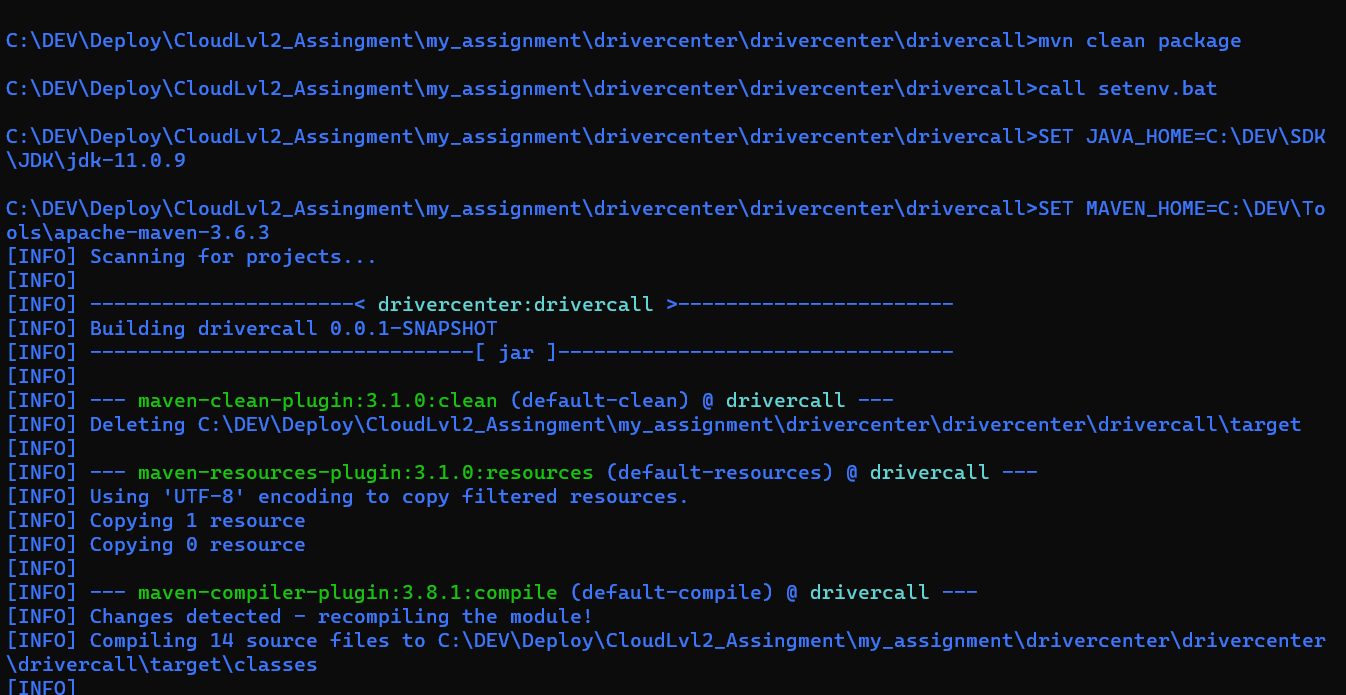 C:\DEV\Deploy\CloudLvl2_Assingment\my_assignment\drivercenter\drivercenter\drivercall>mvn clean package
C:\DEV\Deploy\CloudLvl2_Assingment\my_assignment\drivercenter\drivercenter\drivercall>call setenv.bat
C:\DEV\Deploy\CloudLvl2_Assingment\my_assignment\drivercenter\drivercenter\drivercall>SET JAVA_HOME=C:\DEV\SDK
\JDK\jdk-11.0.9
C:\DEV\Deploy\CloudLvl2_Assingment\my_assignment\drivercenter\drivercenter\drivercall>SET MAVEN_HOME=C:\DEV\To
ols\apache-maven-3.6.3
[INFO] Scanning for projects...
[INFO]
[INFO] ----------------------< drivercenter:drivercall >-----------------------
[INFO] Building drivercall 0.0.1-SNAPSHOT
[INFO] --------------------------------[ jar ]---------------------------------
[INFO]
[INFO] --- maven-clean-plugin:3.1.0:clean (default-clean) @ drivercall ---
[INFO] Deleting C:\DEV\Deploy\CloudLvl2_Assingment\my_assignment\drivercenter\drivercenter\drivercall\target
[INFO]
[INFO] --- maven-resources-plugin:3.1.0:resources (default-resources) @ drivercall ---
[INFO] Using 'UTF-8' encoding to copy filtered resources.
[INFO] Copying 1 resource
[INFO] Copying 0 resource
[INFO]
[INFO] --- maven-compiler-plugin:3.8.1:compile (default-compile) @ drivercall ---
[INFO] Changes detected - recompiling the module!
[INFO] Compiling 14 source files to C:\DEV\Deploy\CloudLvl2_Assingment\my_assignment\drivercenter\drivercenter
\drivercall\target\classes
[INFO]